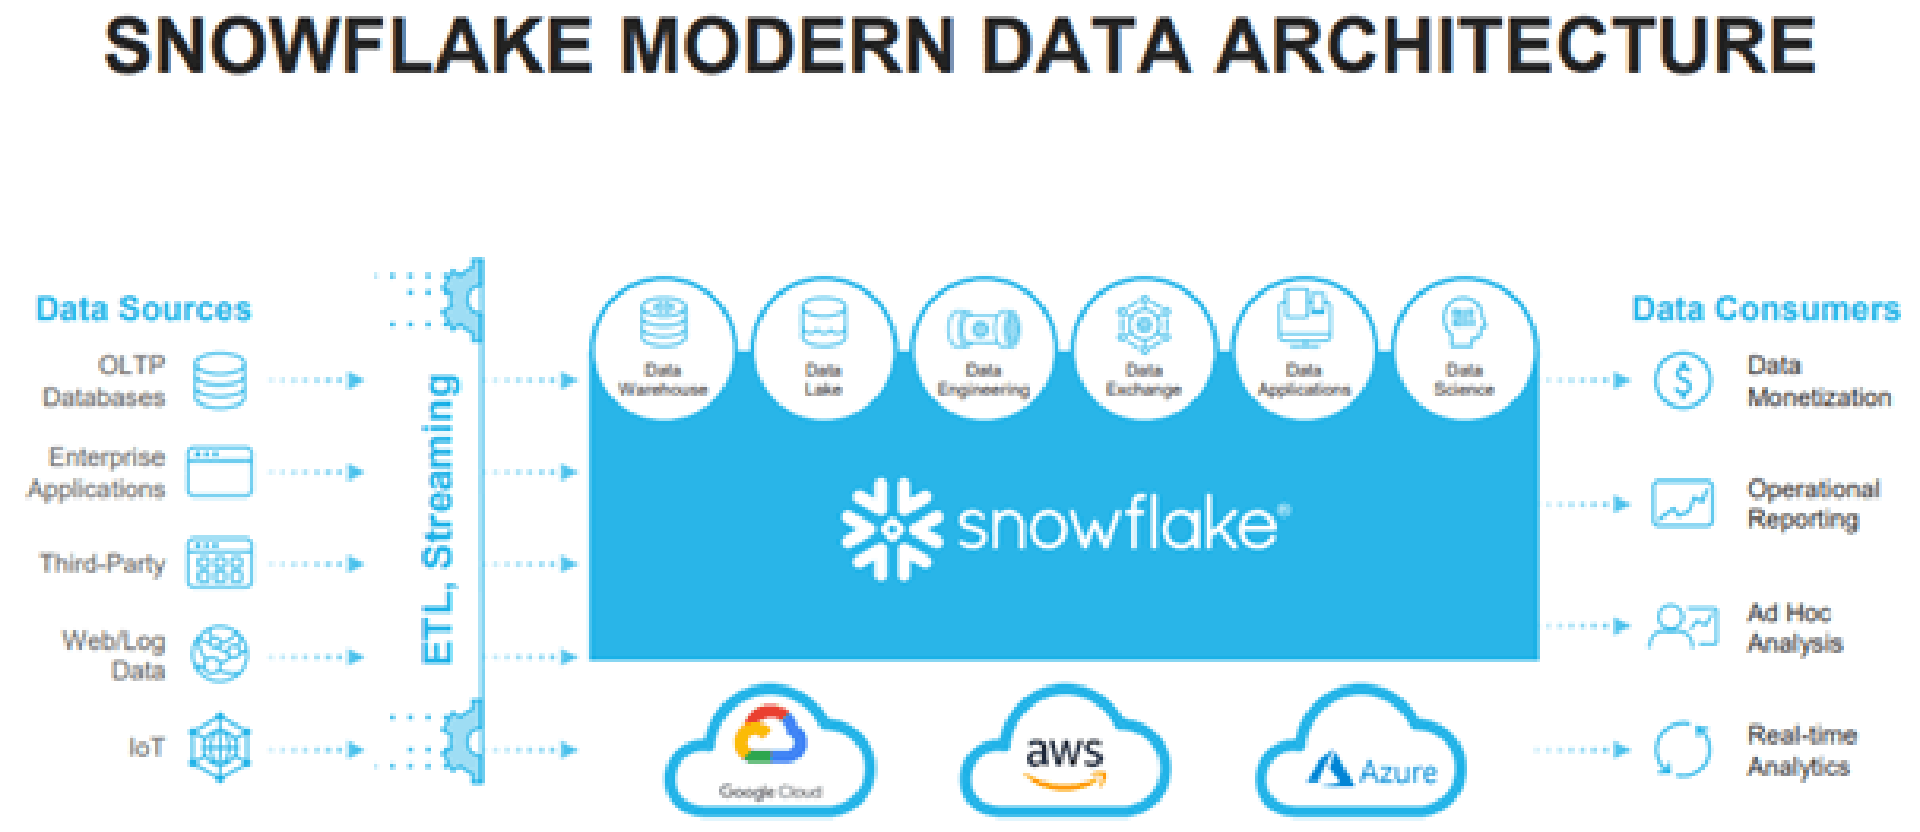 SNOWFLAKE MODERN DATA ARCHITECTURE
Data Sources
OLTP
Databases
Enterprise
Applications
Third-Party
Web/Log
Data
IoT
ETL, Streaming
Data
Warehouse
Data
Lake
Data
Engineering
Data
Exchange
Data
Applications
Data
Science
snowflake®
Google Cloud
aws
Azure
Data Consumers
Data
Monetization
Operational
Reporting
Ad Hoc
Analysis
Real-time
Analytics